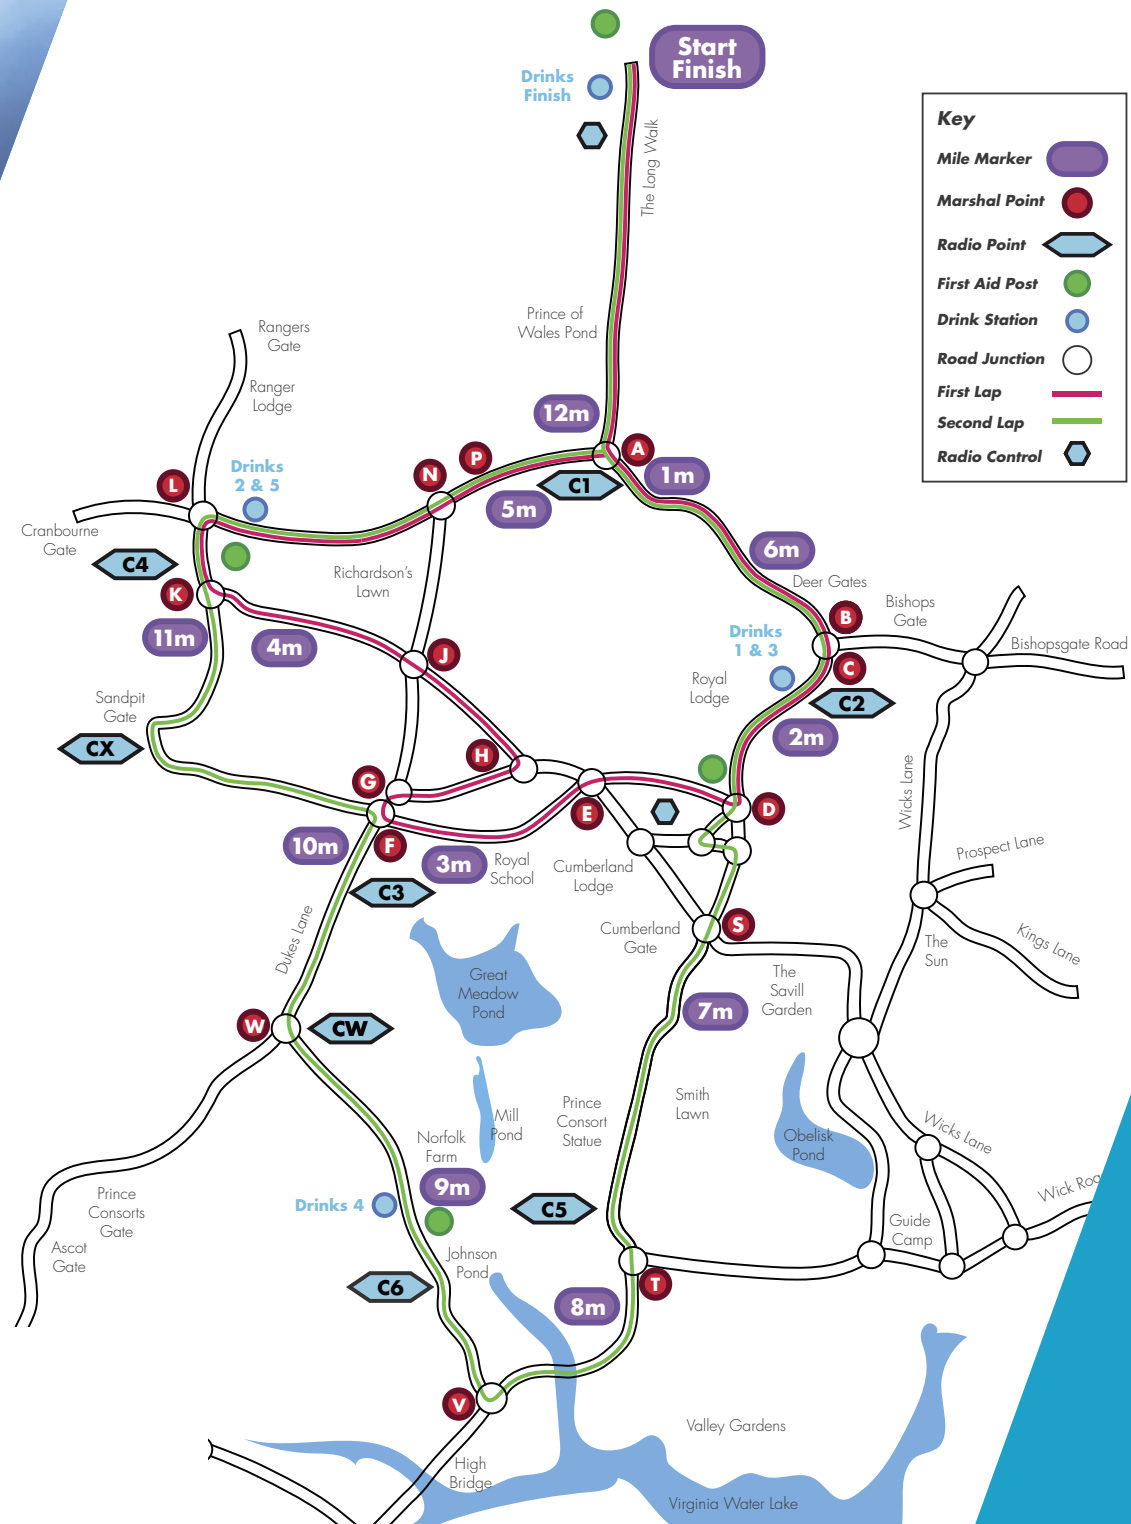 Start
Finish
Drinks
Finish
The Long Walk
Key
Mile Marker
Marshal Point
Radio Point
First Aid Post
Drink Station
Road Junction
First Lap
Second Lap
Radio Control
Prince of
Wales Pond
Rangers
Gate
Ranger
Lodge
12m
A
C1
1m
P
N
5m
L
Drinks
2 & 5
Cranbourne
Gate
C4
K
11m
4m
Richardson's
Lawn
J
6m
Deer Gates
B
Bishops
Gate
Bishopsgate Road
Drinks
1 & 3
C
C2
Royal
Lodge
2m
Sandpit
Gate
CX
H
G
E
D
Wicks Lane
10m
F
3m
Royal
School
C3
Cumberland
Lodge
Prospect Lane
Cumberland
Gate
S
The
Sun
Kings Lane
Dukes Lane
Great
Meadow
Pond
The
Savill
Garden
7m
W
CW
Mill
Pond
Prince
Consort
Statue
Smith
Lawn
Obelisk
Pond
Wicks Lane
Norfolk
Farm
9m
Drinks 4
C5
Wick Roa
Prince
Consorts
Gate
Ascot
Gate
Guide
Camp
Johnson
Pond
C6
T
8m
V
Valley Gardens
High
Bridge
Virginia Water Lake